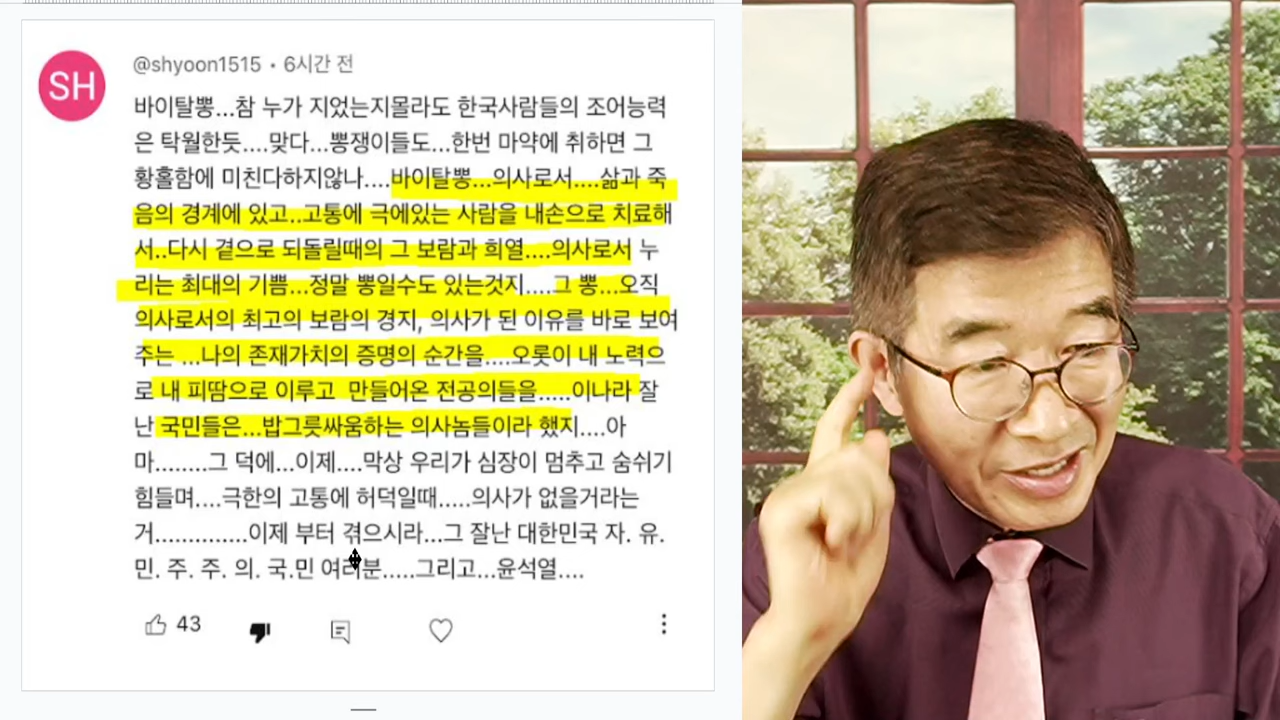 SH
@shyoon1515 • 6시간 전
바이탈뽕...참 누가 지었는지몰라도 한국사람들의 조어능력
은 탁월한듯....맞다...뽕쟁이들도...한번 마약에 취하면 그
황홀함에 미친다하지않나....바이탈뽕...의사로서....삶과 죽
음의 경계에 있고..고통에 극에있는 사람을 내손으로 치료해
서..다시 곁으로 되돌릴때의 그 보람과 희열....의사로서 누
리는 최대의 기쁨...정말 뽕일수도 있는것지....그 뽕...오직
의사로서의 최고의 보람의 경지, 의사가 된 이유를 바로 보여
주는 ...나의 존재가치의 증명의 순간을....오롯이 내 노력으
로 내 피땀으로 이루고 만들어온 전공의들을.....이나라 잘
난 국민들은...밥그릇싸움하는 의사놈들이라 했지....아
마........그 덕에...이제....막상 우리가 심장이 멈추고 숨쉬기
힘들며....극한의 고통에 허덕일때.....의사가 없을거라는
거..............이제 부터 겪으시라...그 잘난 대한민국 자. 유.
민. 주. 주. 의. 국.민 여러분.....그리고...윤석열....
43